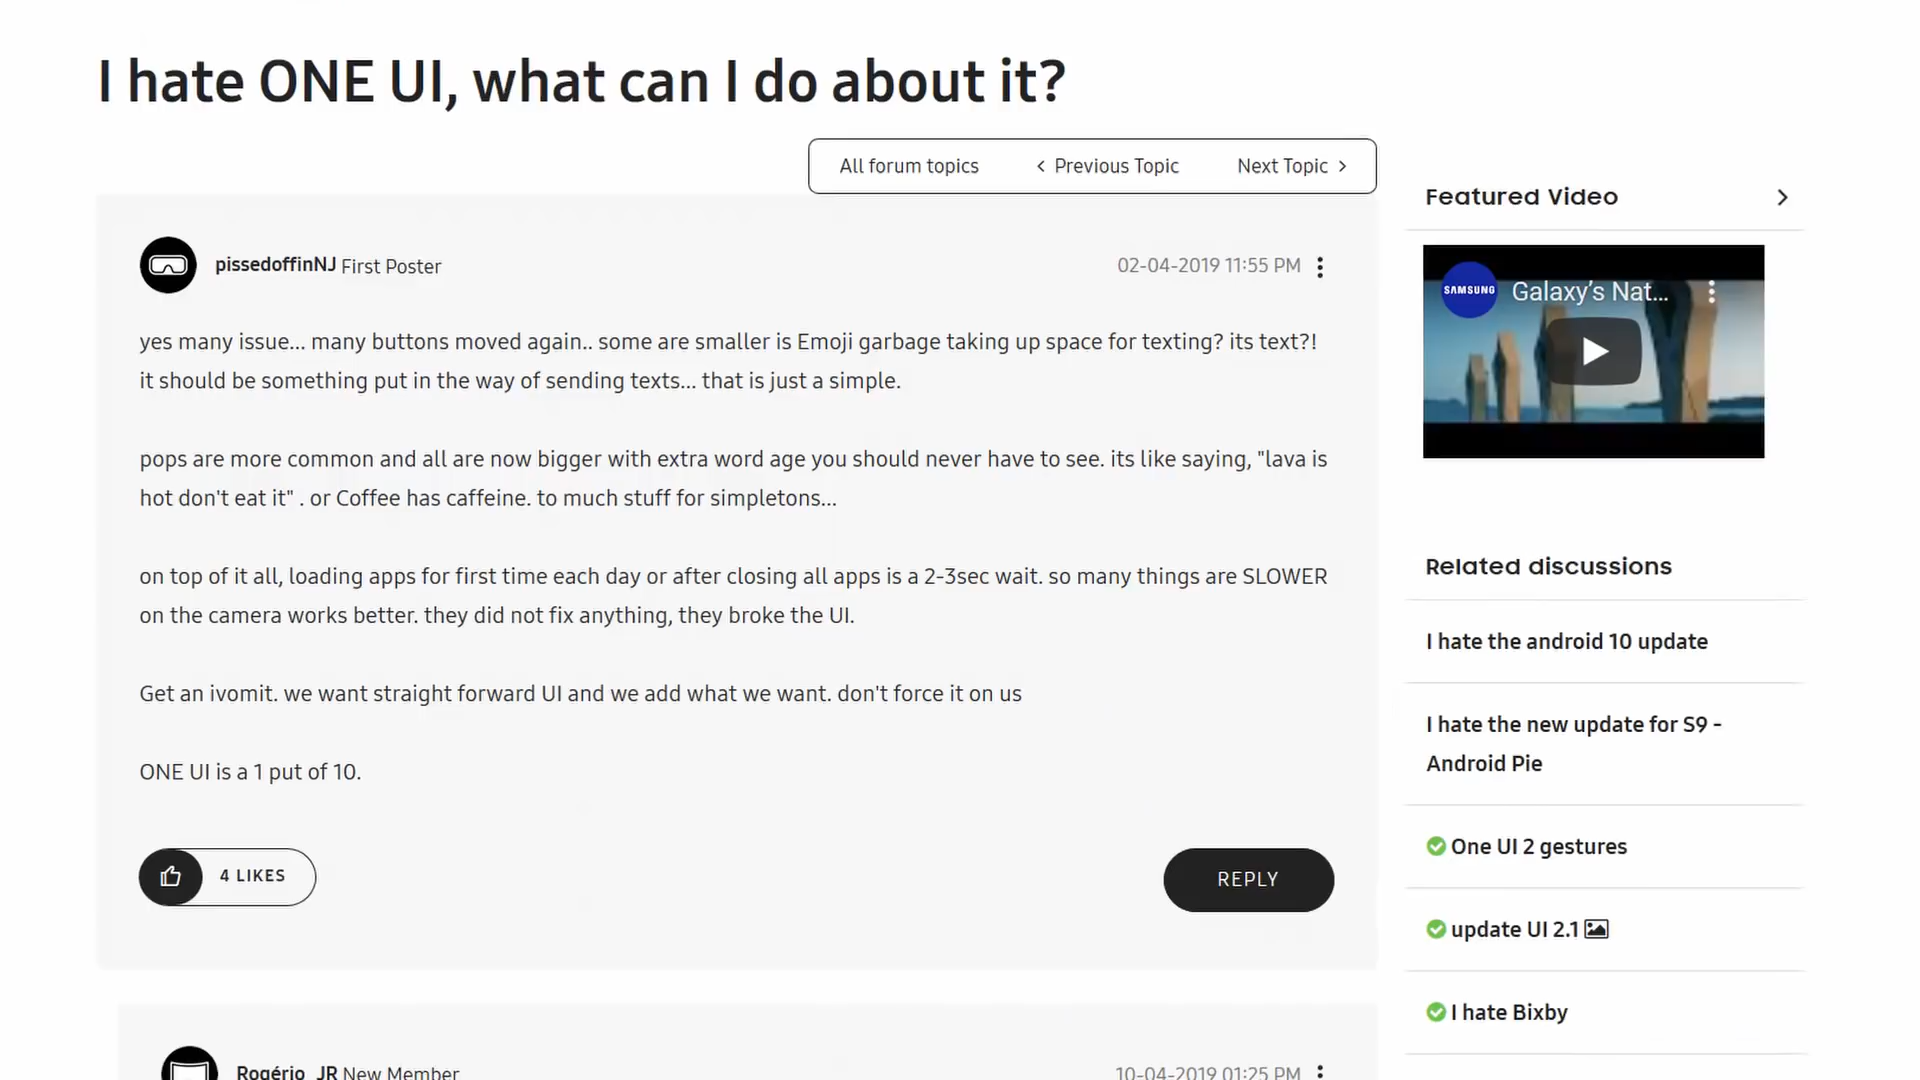 I hate ONE UI, what can I do about it?
All forum topics
Previous Topic
Next Topic
pissedoffinNJ First Poster
02-04-2019 11:55 PM
yes many issue... many buttons moved again.. some are smaller is Emoji garbage taking up space for texting? its text?!
it should be something put in the way of sending texts... that is just a simple.
pops are more common and all are now bigger with extra word age you should never have to see. its like saying, "lava is
hot don't eat it" . or Coffee has caffeine. to much stuff for simpletons...
on top of it all, loading apps for first time each day or after closing all apps is a 2-3sec wait. so many things are SLOWER
on the camera works better. they did not fix anything, they broke the UI.
Get an ivomit. we want straight forward UI and we add what we want. don't force it on us
ONE UI is a 1 put of 10.
4 LIKES
REPLY
Rogério_JR New Member
10-04-2019 01:25 PM
Featured Video
SAMSUNG
Galaxy’s Nat...
Related discussions
I hate the android 10 update
I hate the new update for S9 -
Android Pie
One UI 2 gestures
update UI 2.1
I hate Bixby